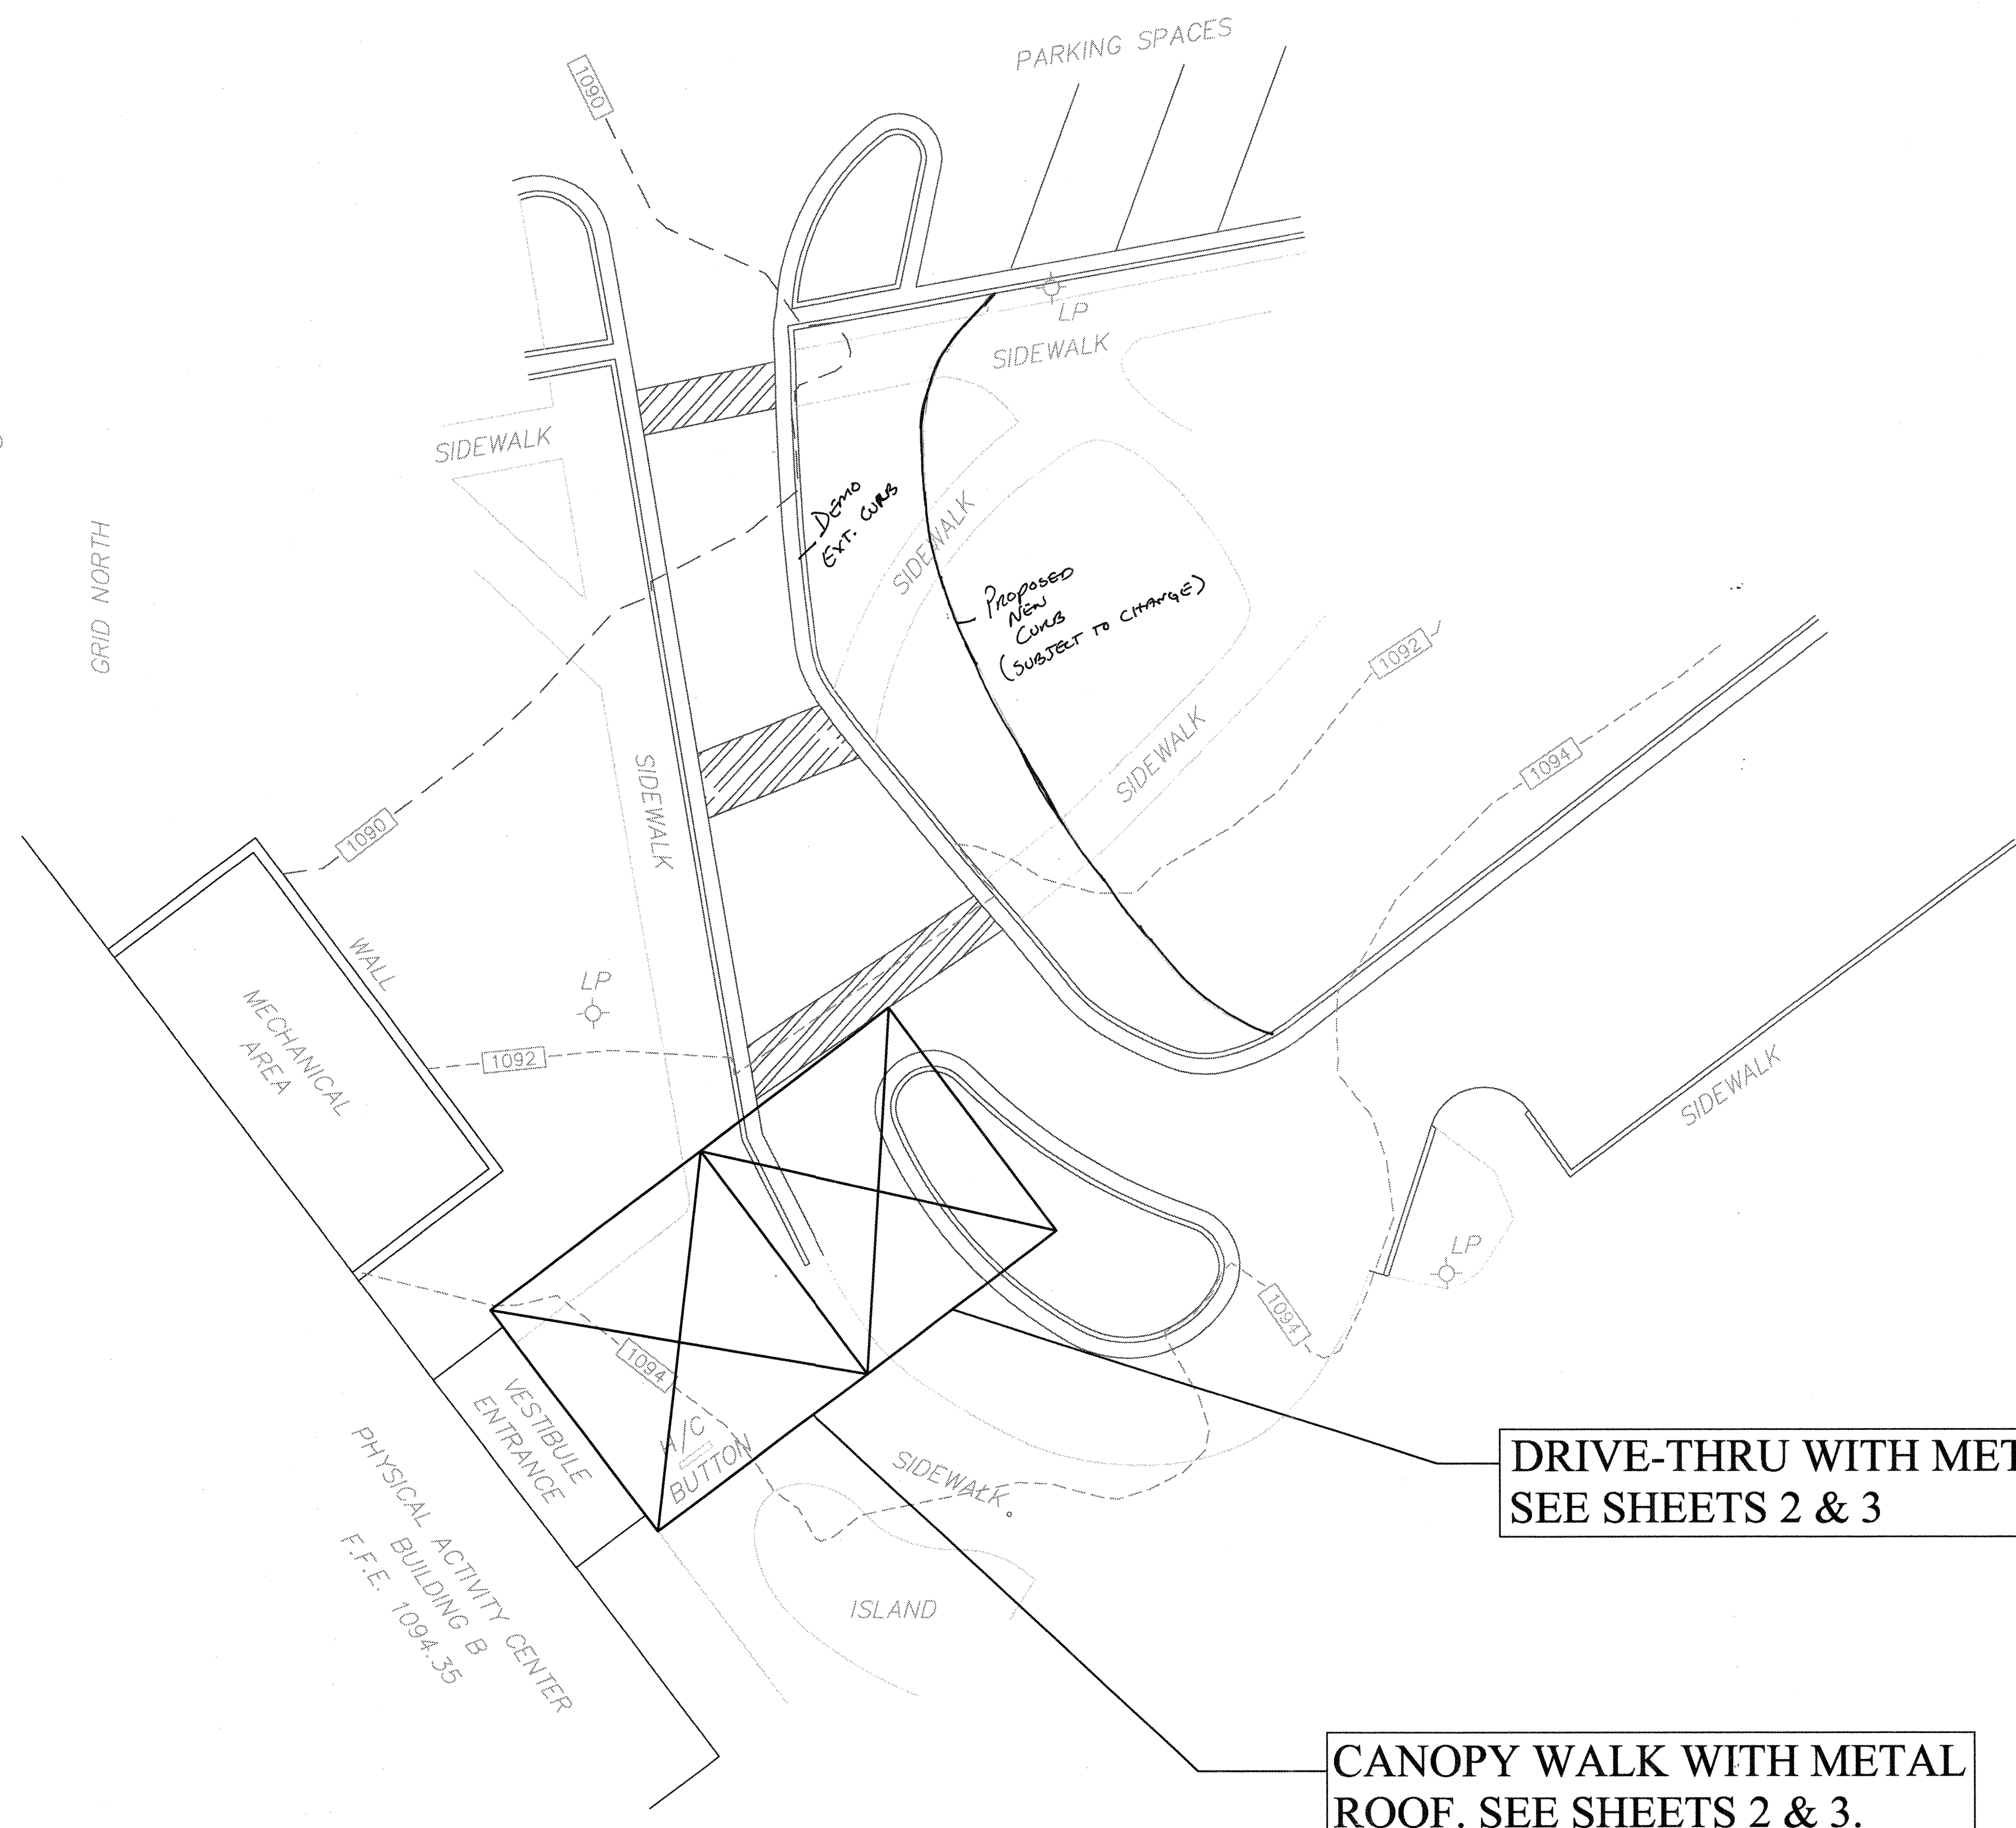 PARKING SPACES
1090
LP
SIDEWALK
SIDEWALK
DEMO
EXT. CURB
SIDEWALK
GRID NORTH
PROPOSED
NEW
CURB
(SUBJECT TO CHANGE)
1092
SIDEWALK
1094
SIDEWALK
1090
WALL
LP
MECHANICAL
AREA
1092
SIDEWALK
LP
1094
1094
VESTIBULE
ENTRANCE
H/C
BUTTON
SIDEWALK
PHYSICAL ACTIVITY CENTER
BUILDING B
F.F.E. 1094.35
ISLAND
DRIVE-THRU WITH MET
SEE SHEETS 2 & 3
CANOPY WALK WITH METAL
ROOF. SEE SHEETS 2 & 3.